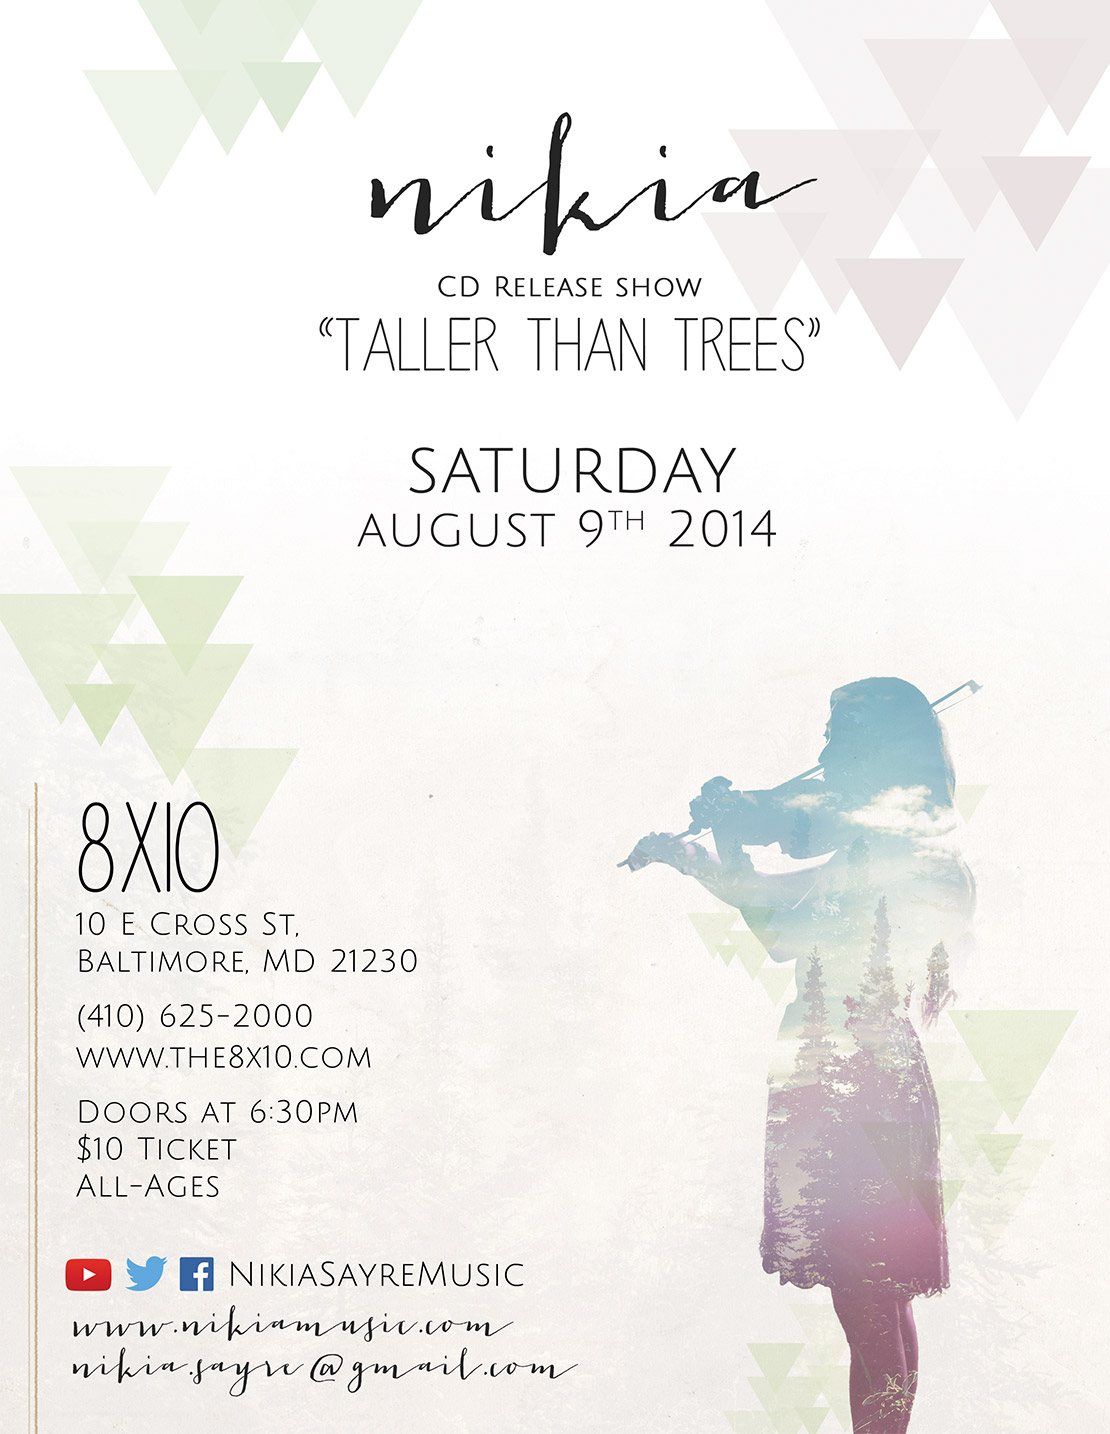 nikia
CD Release show
“TALLER THAN TREES”
SATURDAY
AUGUST 9TH 2014
8X10
10 E Cross St,
Baltimore, MD 21230
(410) 625-2000
www.the8x10.com
Doors at 6:30pm
$10 Ticket
All-Ages
NikiaSayreMusic
www.nikiamusic.com
nikia.sayre@gmail.com